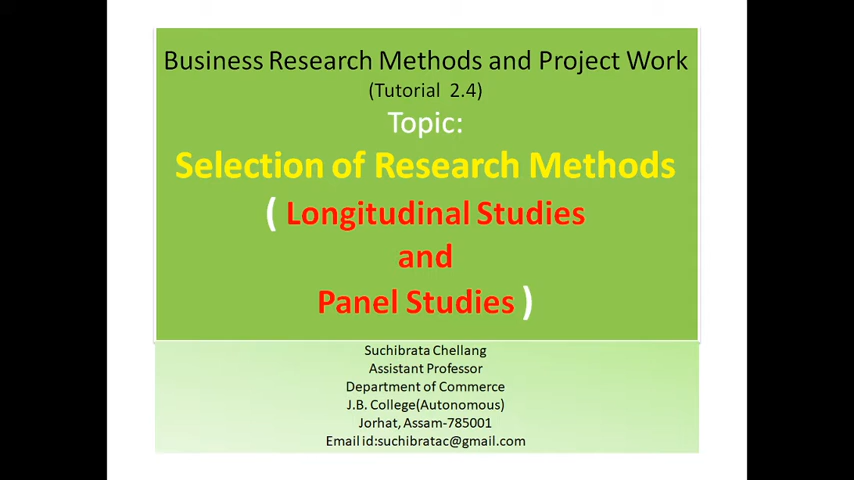 Business Research Methods and Project Work
(Tutorial 2.4)
Topic:
Selection of Research Methods
( Longitudinal Studies
and
Panel Studies )
Suchibrata Chellang
Assistant Professor
Department of Commerce
J.B. College(Autonomous)
Jorhat, Assam-785001
Email id:suchibratac@gmail.com